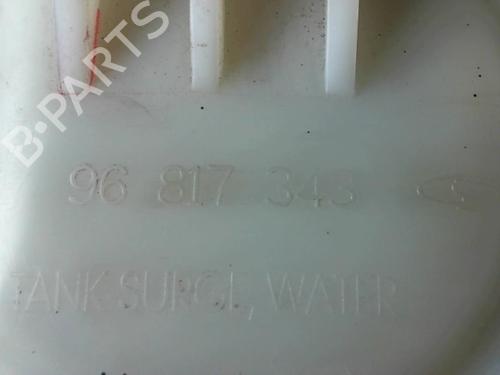 B-PARTS
96 817 343
TANK SURGE, WATER